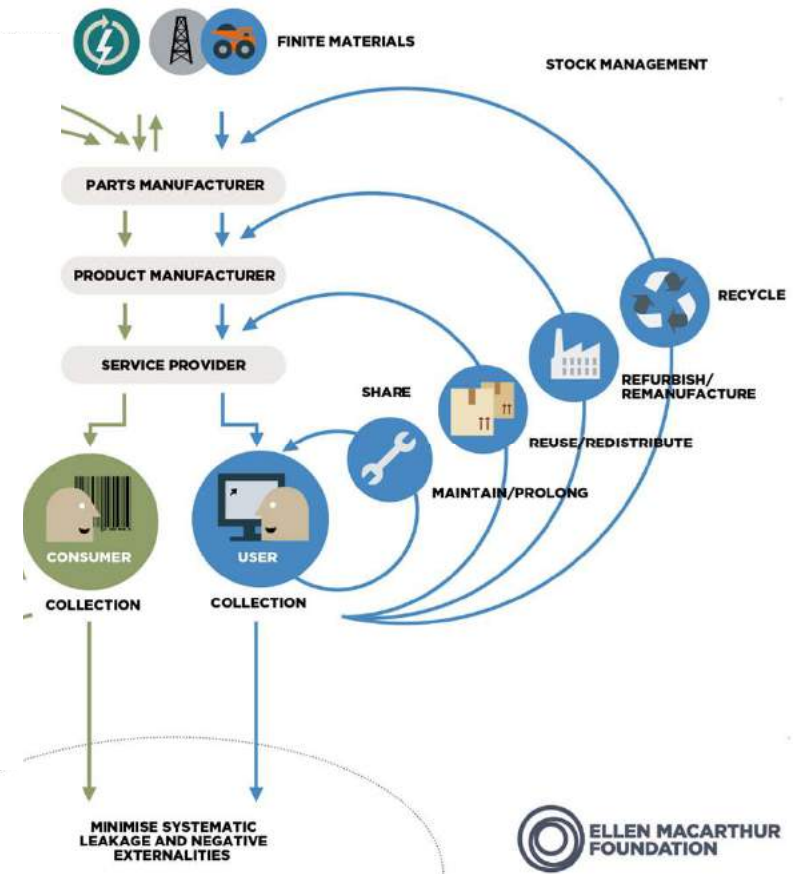 FINITE MATERIALS
STOCK MANAGEMENT
PARTS MANUFACTURER
PRODUCT MANUFACTURER
RECYCLE
SERVICE PROVIDER
REFURBISH/
REMANUFACTURE
SHARE
REUSE/REDISTRIBUTE
MAINTAIN/PROLONG
CONSUMER
USER
COLLECTION
COLLECTION
MINIMISE SYSTEMATIC
LEAKAGE AND NEGATIVE
EXTERNALITIES
ELLEN MACARTHUR
FOUNDATION